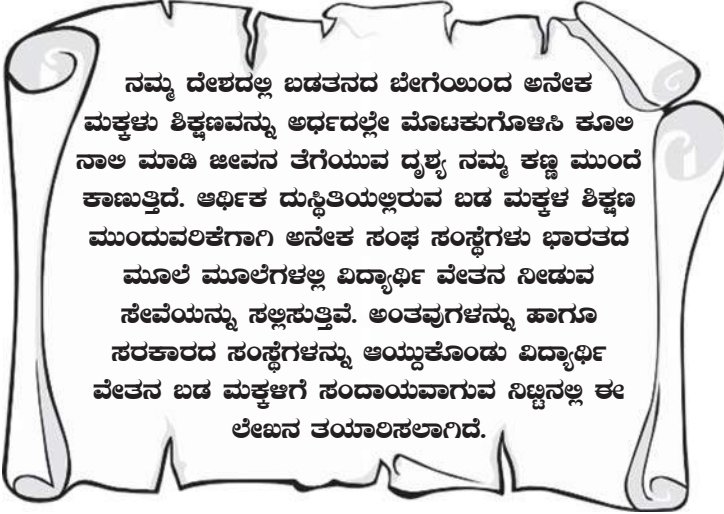 ನಮ್ಮ ದೇಶದಲ್ಲಿ ಬಡತನದ ಬೇಗೆಯಿಂದ ಅನೇಕ
ಮಕ್ಕಳು ಶಿಕ್ಷಣವನ್ನು ಅರ್ಧದಲ್ಲೇ ಮೊಟಕುಗೊಳಿಸಿ ಕೂಲಿ
ನಾಲಿ ಮಾಡಿ ಜೀವನ ತೆಗೆಯುವ ದೃಶ್ಯ ನಮ್ಮ ಕಣ್ಣ ಮುಂದೆ
ಕಾಣುತ್ತಿದೆ. ಆರ್ಥಿಕ ದುಸ್ಥಿತಿಯಲ್ಲಿರುವ ಬಡ ಮಕ್ಕಳ ಶಿಕ್ಷಣ
ಮುಂದುವರಿಕೆಗಾಗಿ ಅನೇಕ ಸಂಘ ಸಂಸ್ಥೆಗಳು ಭಾರತದ
ಮೂಲೆ ಮೂಲೆಗಳಲ್ಲಿ ವಿದ್ಯಾರ್ಥಿ ವೇತನ ನೀಡುವ
ಸೇವೆಯನ್ನು ಸಲ್ಲಿಸುತ್ತಿವೆ. ಅಂತವುಗಳನ್ನು ಹಾಗೂ
ಸರಕಾರದ ಸಂಸ್ಥೆಗಳನ್ನು ಆಯ್ದುಕೊಂಡು ವಿದ್ಯಾರ್ಥಿ
ವೇತನ ಬಡ ಮಕ್ಕಳಿಗೆ ಸಂದಾಯವಾಗುವ ನಿಟ್ಟಿನಲ್ಲಿ ಈ
ಲೇಖನ ತಯಾರಿಸಲಾಗಿದೆ.